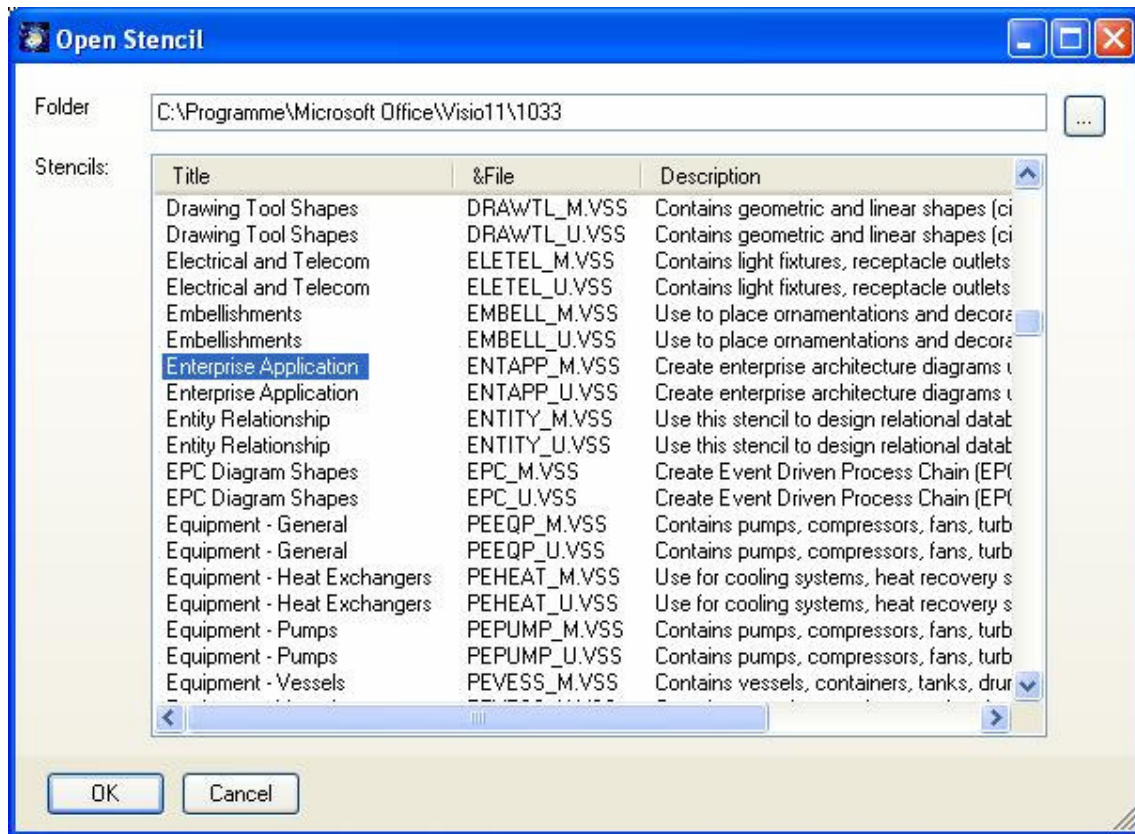 Open Stencil
Folder C:\Programme\Microsoft Office\Visio11\1033 ...
Stencils: Title &File Description
Drawing Tool Shapes DRAWTL_M.VSS Contains geometric and linear shapes (ci
Drawing Tool Shapes DRAWTL_U.VSS Contains geometric and linear shapes (ci
Electrical and Telecom ELETEL_M.VSS Contains light fixtures, receptacle outlets
Electrical and Telecom ELETEL_U.VSS Contains light fixtures, receptacle outlets
Embellishments EMBELL_M.VSS Use to place ornamentations and decora
Embellishments EMBELL_U.VSS Use to place ornamentations and decora
Enterprise Application ENTAPP_M.VSS Create enterprise architecture diagrams u
Enterprise Application ENTAPP_U.VSS Create enterprise architecture diagrams u
Entity Relationship ENTITY_M.VSS Use this stencil to design relational datab
Entity Relationship ENTITY_U.VSS Use this stencil to design relational datab
EPC Diagram Shapes EPC_M.VSS Create Event Driven Process Chain (EPC
EPC Diagram Shapes EPC_U.VSS Create Event Driven Process Chain (EPC
Equipment - General PEEQP_M.VSS Contains pumps, compressors, fans, turb
Equipment - General PEEQP_U.VSS Contains pumps, compressors, fans, turb
Equipment - Heat Exchangers PEHEAT_M.VSS Use for cooling systems, heat recovery s
Equipment - Heat Exchangers PEHEAT_U.VSS Use for cooling systems, heat recovery s
Equipment - Pumps PEPUMP_M.VSS Contains pumps, compressors, fans, turb
Equipment - Pumps PEPUMP_U.VSS Contains pumps, compressors, fans, turb
Equipment - Vessels PEVESS_M.VSS Contains vessels, containers, tanks, drur
OK Cancel